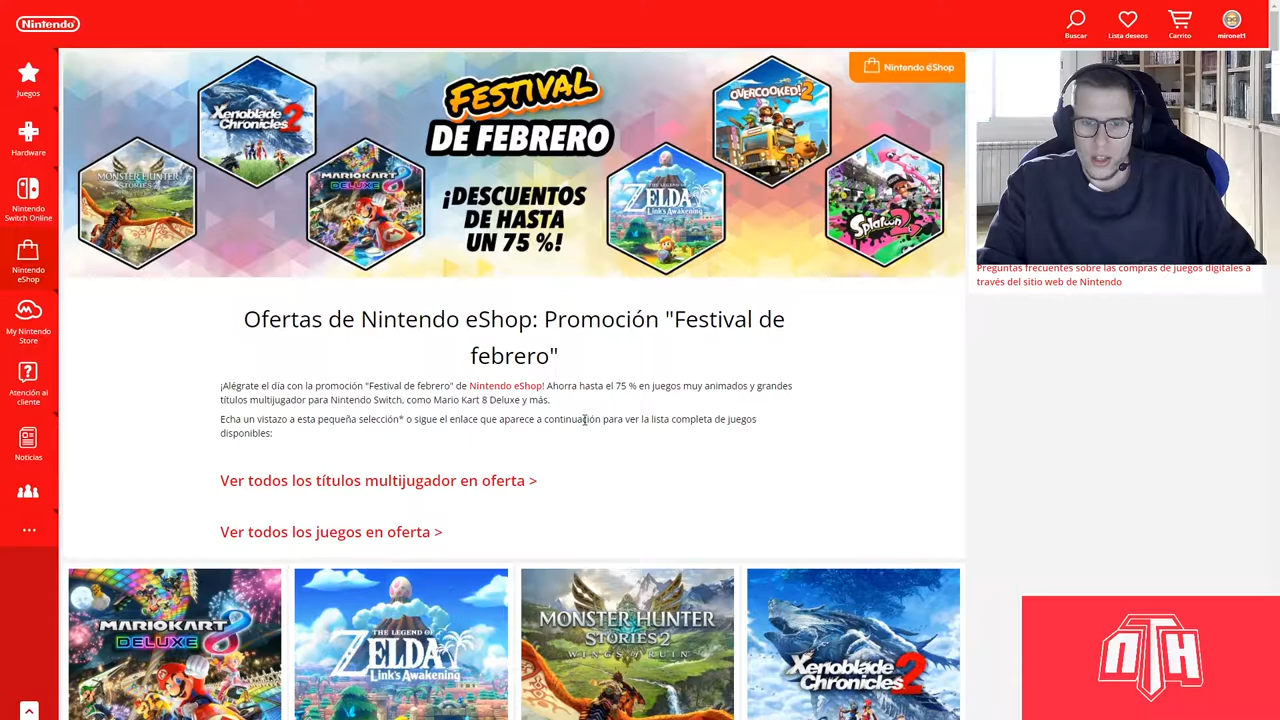 Nintendo
Buscar
Lista deseos
Carrito
mironet1
Juegos
Hardware
Nintendo
Switch Online
Nintendo
eShop
My Nintendo
Store
Atención al
cliente
Noticias
...
Nintendo eShop
FESTIVAL
DE FEBRERO
¡DESCUENTOS
DE HASTA
UN 75 %!
MONSTER HUNTER
STORIES 2
Xenoblade
Chronicles 2
MARIOKART
DELUXE 8
THE LEGEND OF
ZELDA
Link's Awakening
OVERCOOKED! 2
Splatoon 2
Preguntas frecuentes sobre las compras de juegos digitales a
través del sitio web de Nintendo
Ofertas de Nintendo eShop: Promoción "Festival de
febrero"
¡Alégrate el día con la promoción "Festival de febrero" de Nintendo eShop! Ahorra hasta el 75 % en juegos muy animados y grandes
títulos multijugador para Nintendo Switch, como Mario Kart 8 Deluxe y más.
Echa un vistazo a esta pequeña selección* o sigue el enlace que aparece a continuación para ver la lista completa de juegos
disponibles:
Ver todos los títulos multijugador en oferta >
Ver todos los juegos en oferta >
MARIOKART
DELUXE 8
THE LEGEND OF
ZELDA
Link's Awakening
MONSTER HUNTER
STORIES 2
WINGS OF RUIN
Xenoblade
Chronicles 2
NTH